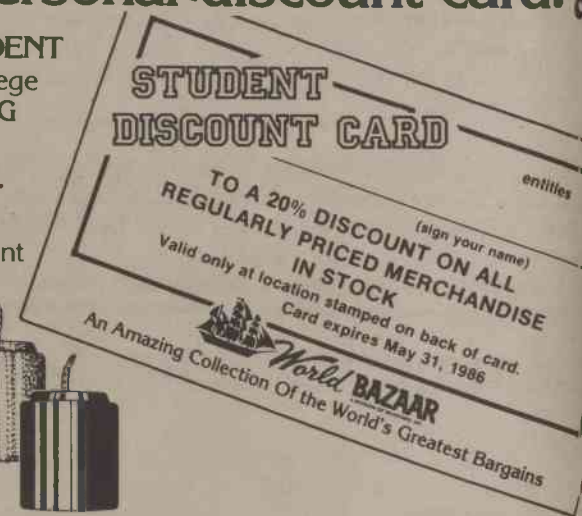 ersonal discount card.
DENT
ege
G
nt
STUDENT
DISCOUNT CARD
entities
(sign your name)
TO A 20% DISCOUNT ON ALL
REGULARLY PRICED MERCHANDISE
IN STOCK
Valid only at location stamped on back of card.
Card expires May 31, 1986
World BAZAAR
An Amazing Collection Of the World's Greatest Bargains